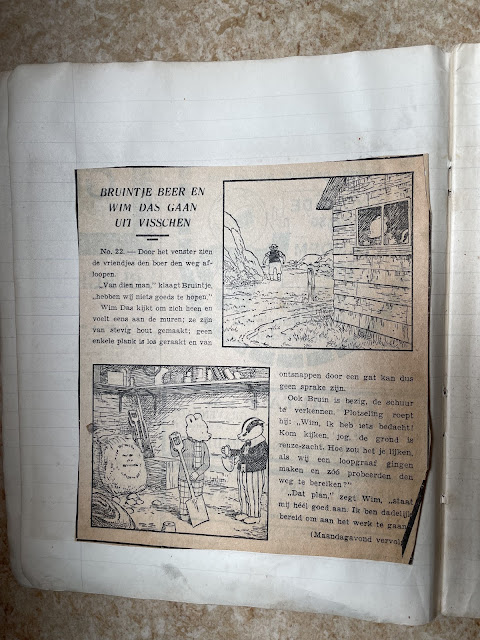 BRUINTJE BEER EN
WIM DAS GAAN
UIT VISSCHEN
No. 22. — Door het venster zien
de vriendjes den boer den weg af-
loopen.
„Van dien man,” klaagt Bruintje,
„hebben wij niets goeds te hopen.”
Wim Das kijkt om zich heen en
voelt eens aan de muren; ze zijn
van stevig hout gemaakt; geen
enkele plank is los geraakt en van
ontsnappen door een gat kan dus
geen sprake zijn.
Ook Bruin is bezig, de schuur
te verkennen. Plotseling roept
hij: „Wim, ik heb iets bedacht!
Kom kijken, jog, de grond is
reuze-zacht. Hoe zou het je lijken,
als wij een loopgraaf gingen
maken en zóó probeerden den
weg te bereiken?”
„Dat plan,” zegt Wim, „staat
mij héél goed aan. Ik ben dadelijk
bereid om aan het werk te gaan.
(Maandagavond vervolg